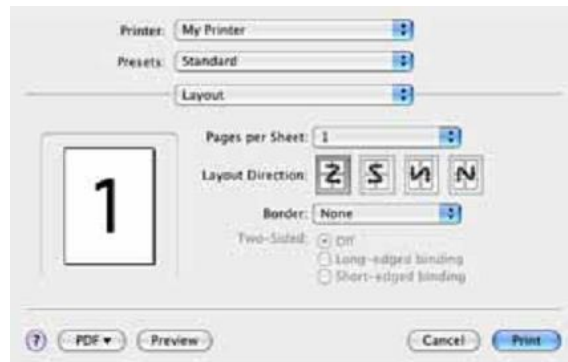 Printer: My Printer
Presets: Standard
Layout
Pages per Sheet: 1
1
Layout Direction:
Border: None
Two-Sided: Off
Long-edged binding
Short-edged binding
? PDF Preview Cancel Print